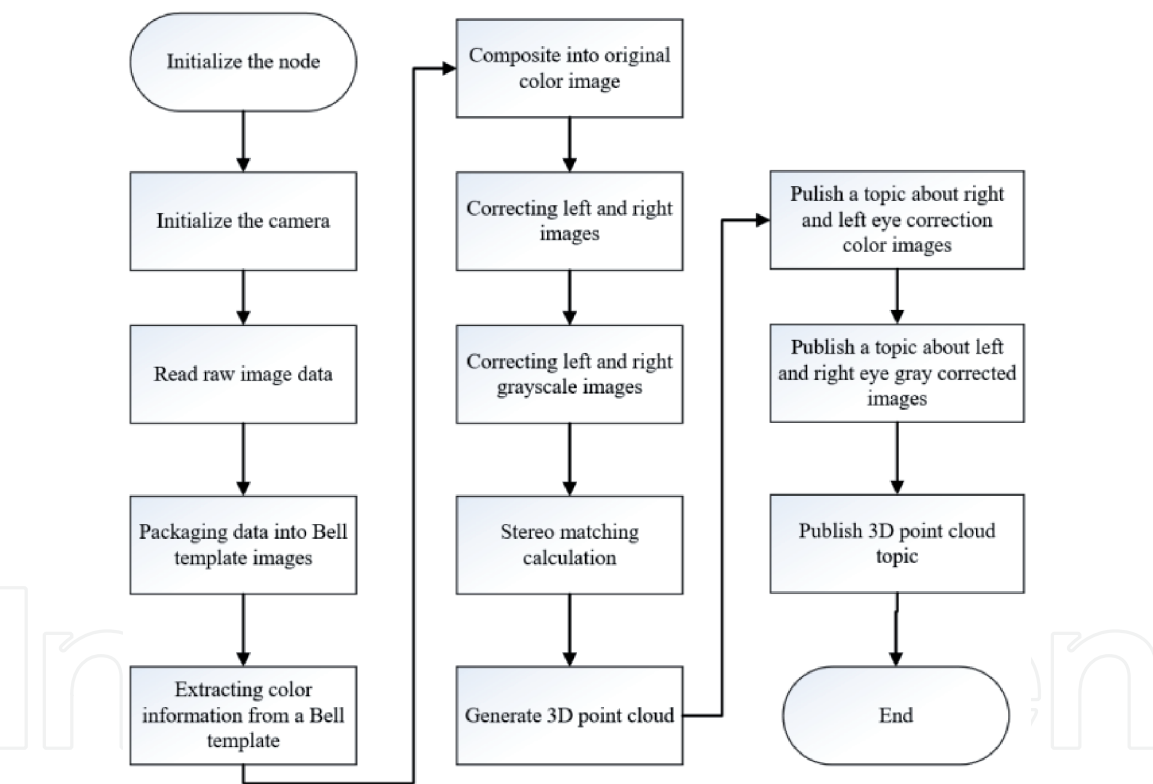 Initialize the node
Initialize the camera
Read raw image data
Packaging data into Bell
template images
Extracting color
information from a Bell
template
Composite into original
color image
Correcting left and right
images
Correcting left and right
grayscale images
Stereo matching
calculation
Generate 3D point cloud
Pulish a topic about right
and left eye correction
color images
Publish a topic about left
and right eye gray corrected
images
Publish 3D point cloud
topic
End